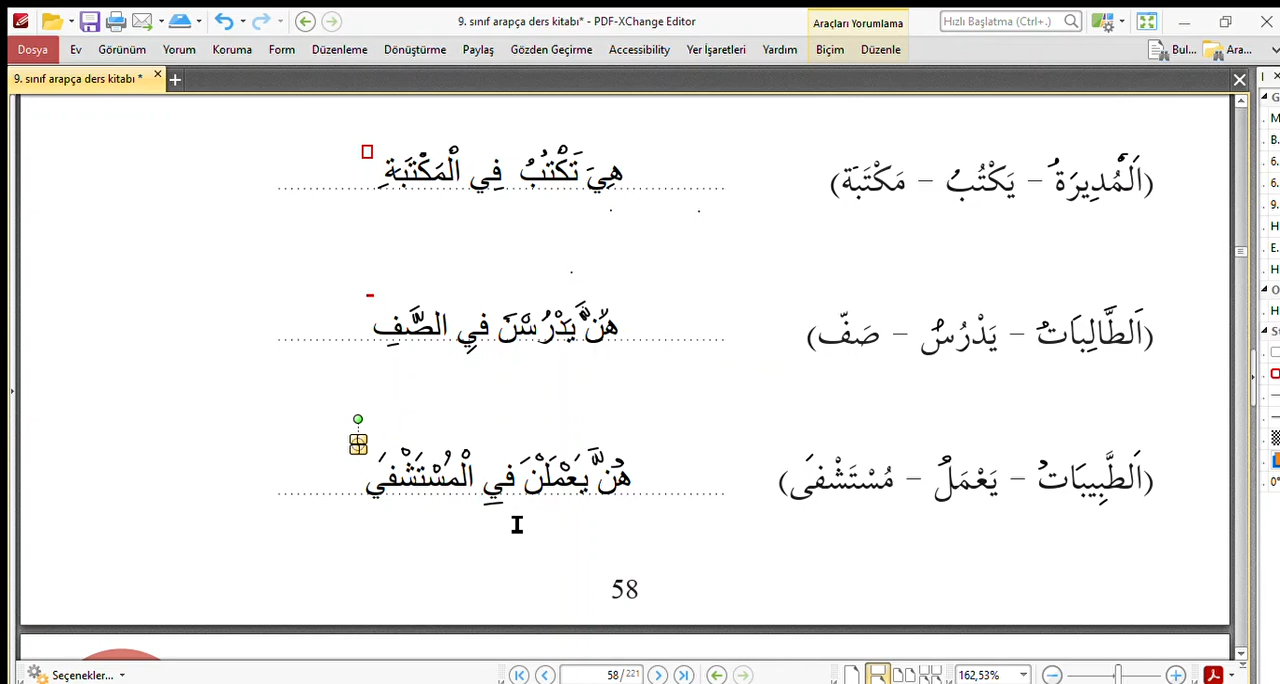 9. sınıf arapça ders kitabı* - PDF-XChange Editor
Araçları Yorumlama
Hızlı Başlatma (Ctrl+.)
Dosya Ev Görünüm Yorum Koruma Form Düzenleme Dönüştürme Paylaş Gözden Geçirme Accessibility Yer İşaretleri Yardım Biçim Düzenle Bul... Ara...
9. sınıf arapça ders kitabı *
(اَلْمُدِيرَةُ – يَكْتُبُ – مَكْتَبَة) هِيَ تَكْتُبُ فِي الْمَكْتَبَةِ
(اَلطَّالِبَاتُ – يَدْرُسُ – صَفّ) هُنَّ يَدْرُسْنَ فِي الصَّفِ
(اَلطَّبِيبَاتُ – يَعْمَلُ – مُسْتَشْفَى) هُنَّ يَعْمَلْنَ فِي الْمُسْتَشْفَي
58
Seçenekler... 58 / 221 162,53%